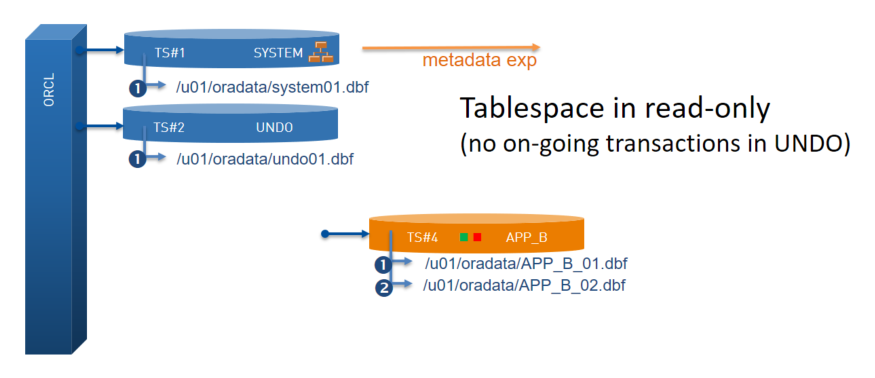 ORCL
TS#1 SYSTEM
metadata exp
1 /u01/oradata/system01.dbf
Tablespace in read-only
(no on-going transactions in UNDO)
TS#2 UNDO
1 /u01/oradata/undo01.dbf
TS#4 APP_B
1 /u01/oradata/APP_B_01.dbf
2 /u01/oradata/APP_B_02.dbf